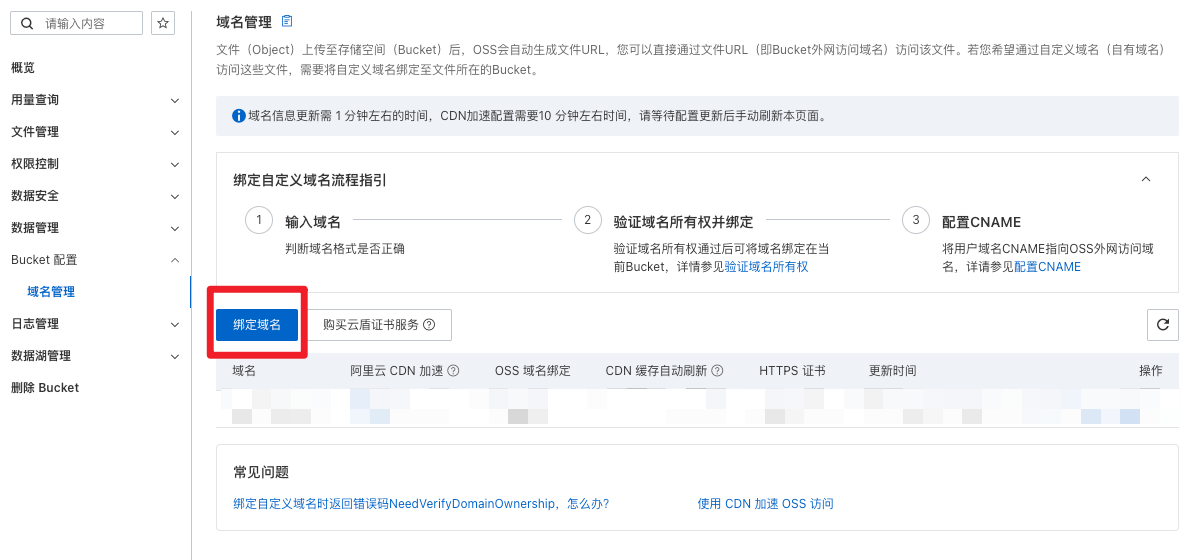 请输入内容
概览
用量查询
文件管理
权限控制
数据安全
数据管理
Bucket 配置
域名管理
日志管理
数据湖管理
删除 Bucket
域名管理
文件（Object）上传至存储空间（Bucket）后，OSS会自动生成文件URL，您可以直接通过文件URL（即Bucket外网访问域名）访问该文件。若您希望通过自定义域名（自有域名）
访问这些文件，需要将自定义域名绑定至文件所在的Bucket。
域名信息更新需 1 分钟左右的时间，CDN加速配置需要10 分钟左右时间，请等待配置更新后手动刷新本页面。
绑定自定义域名流程指引
1 输入域名
判断域名格式是否正确
2 验证域名所有权并绑定
验证域名所有权通过后可将域名绑定在当
前Bucket，详情参见验证域名所有权
3 配置CNAME
将用户域名CNAME指向OSS外网访问域
名，详请参见配置CNAME
绑定域名 购买云盾证书服务
域名 阿里云 CDN 加速 OSS 域名绑定 CDN 缓存自动刷新 HTTPS 证书 更新时间 操作
常见问题
绑定自定义域名时返回错误码NeedVerifyDomainOwnership，怎么办? 使用 CDN 加速 OSS 访问